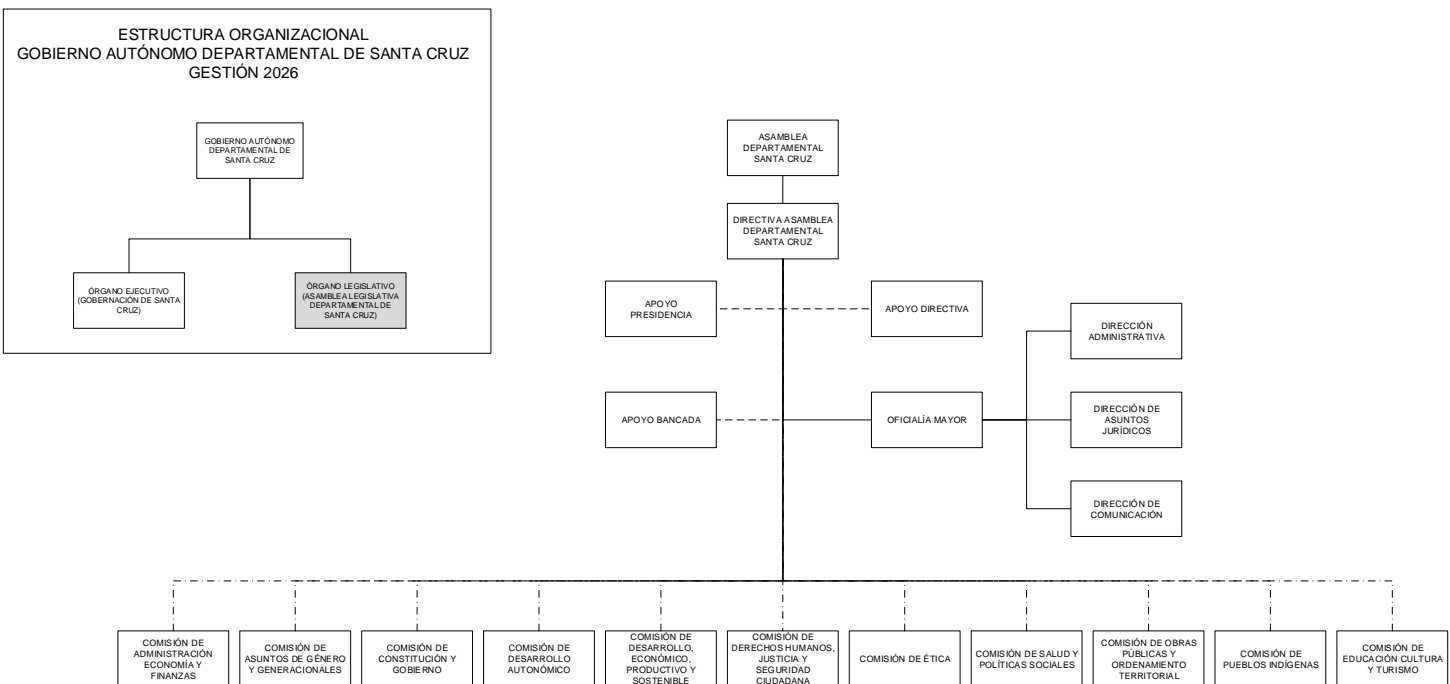 ESTRUCTURA ORGANIZACIONAL
GOBIERNO AUTÓNOMO DEPARTAMENTAL DE SANTA CRUZ
GESTIÓN 2026
GOBIERNO AUTÓNOMO
DEPARTAMENTAL DE
SANTA CRUZ
ÓRGANO EJECUTIVO
(GOBERNACIÓN DE SANTA
CRUZ)
ÓRGANO LEGISLATIVO
(ASAMBLEA LEGISLATIVA
DEPARTAMENTAL DE
SANTA CRUZ)
ASAMBLEA
DEPARTAMENTAL
SANTA CRUZ
DIRECTIVA ASAMBLEA
DEPARTAMENTAL
SANTA CRUZ
APOYO
PRESIDENCIA
APOYO DIRECTIVA
APOYO BANCADA
OFICIALÍA MAYOR
DIRECCIÓN
ADMINISTRATIVA
DIRECCIÓN DE
ASUNTOS
JURÍDICOS
DIRECCIÓN DE
COMUNICACIÓN
COMISIÓN DE
ADMINISTRACIÓN
ECONOMÍA Y
FINANZAS
COMISIÓN DE
ASUNTOS DE GÉNERO
Y GENERACIONALES
COMISIÓN DE
CONSTITUCIÓN Y
GOBIERNO
COMISIÓN DE
DESARROLLO
AUTONÓMICO
COMISIÓN DE
DESARROLLO,
ECONÓMICO,
PRODUCTIVO Y
SOSTENIBLE
COMISIÓN DE
DERECHOS HUMANOS,
JUSTICIA Y
SEGURIDAD
CIUDADANA
COMISIÓN DE ÉTICA
COMISIÓN DE SALUD Y
POLÍTICAS SOCIALES
COMISIÓN DE OBRAS
PÚBLICAS Y
ORDENAMIENTO
TERRITORIAL
COMISIÓN DE
PUEBLOS INDÍGENAS
COMISIÓN DE
EDUCACIÓN CULTURA
Y TURISMO